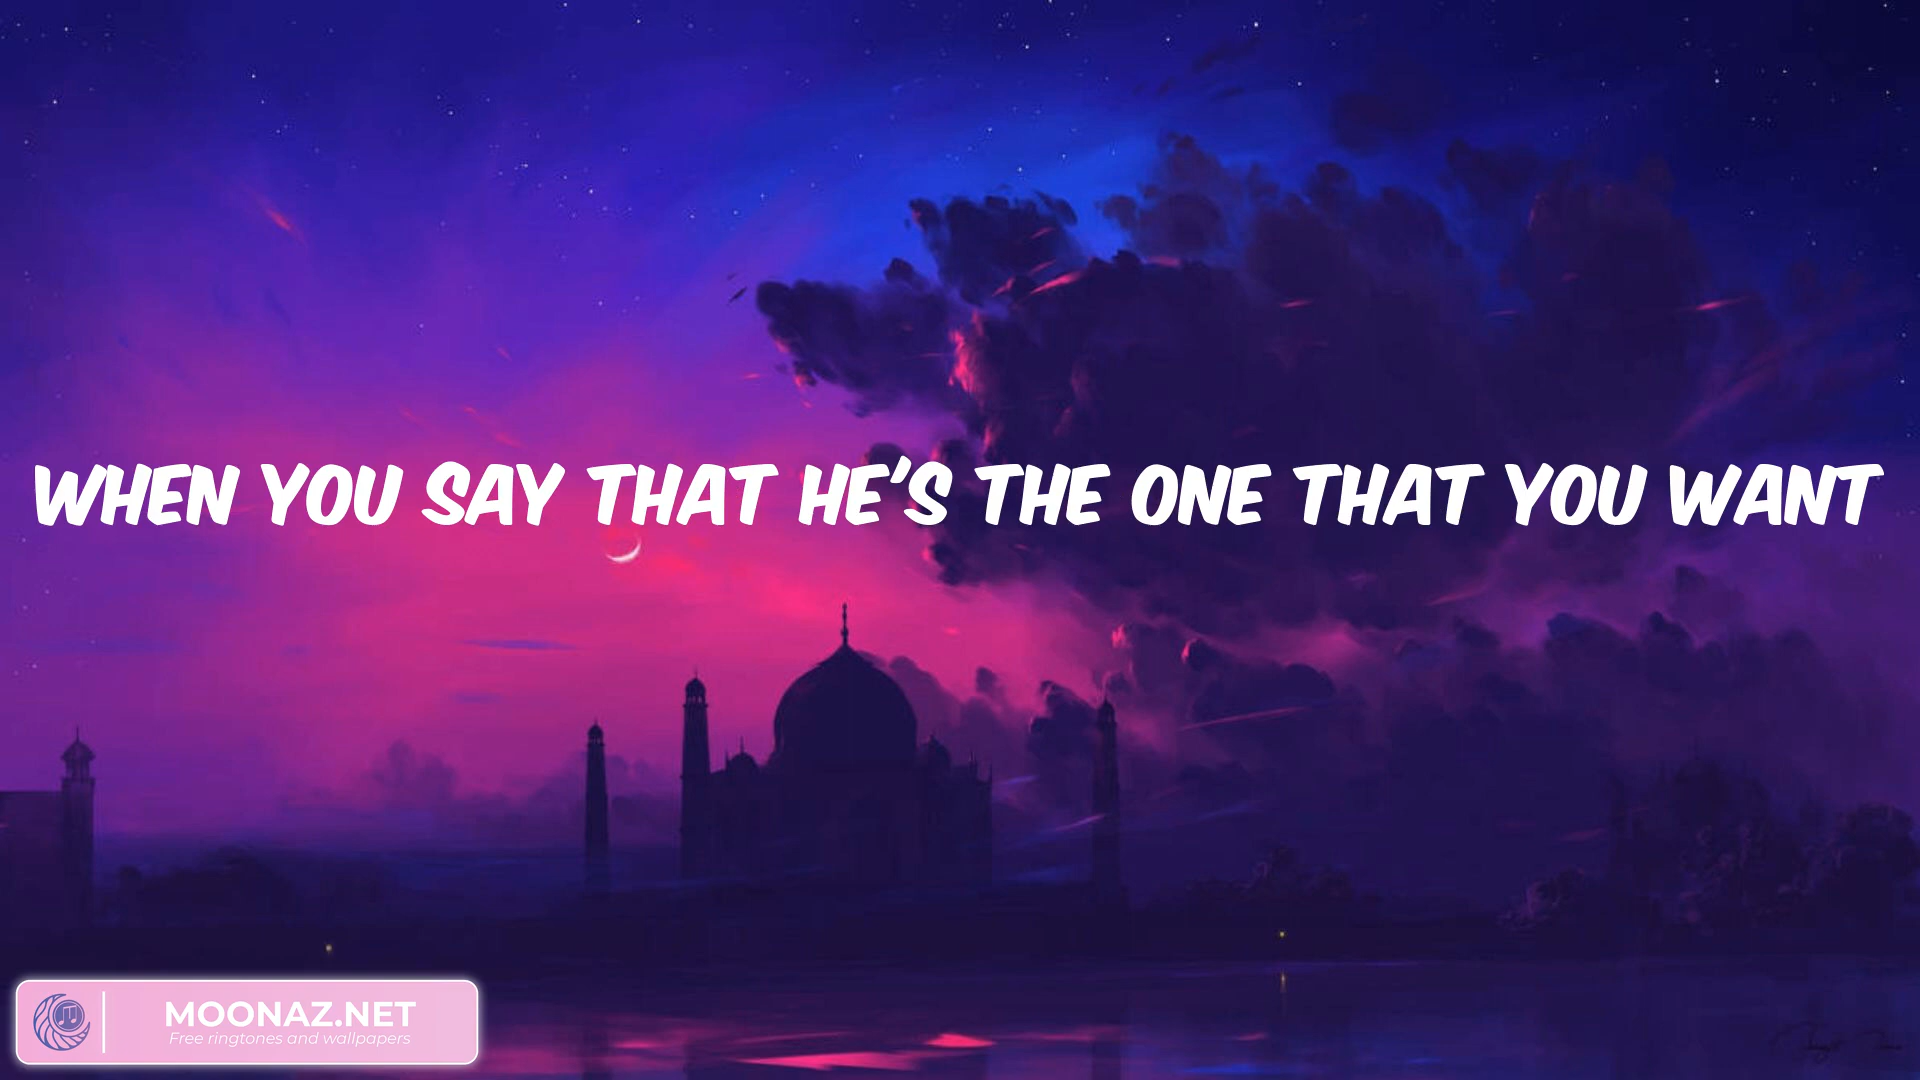 WHEN YOU SAY THAT HE'S THE ONE THAT YOU WANT
MOONAZ.NET
Free ringtones and wallpapers